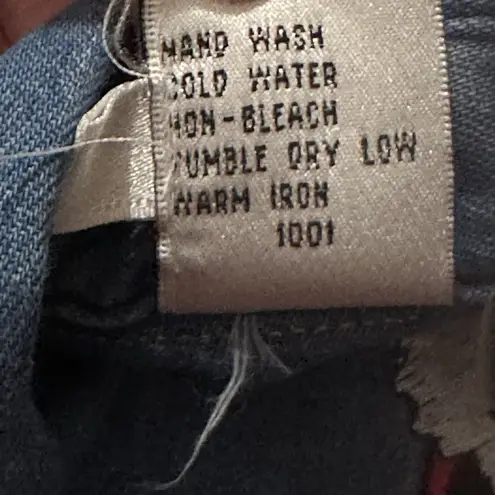 HAND WASH
COLD WATER
NON-BLEACH
TUMBLE DRY LOW
WARM IRON
1001